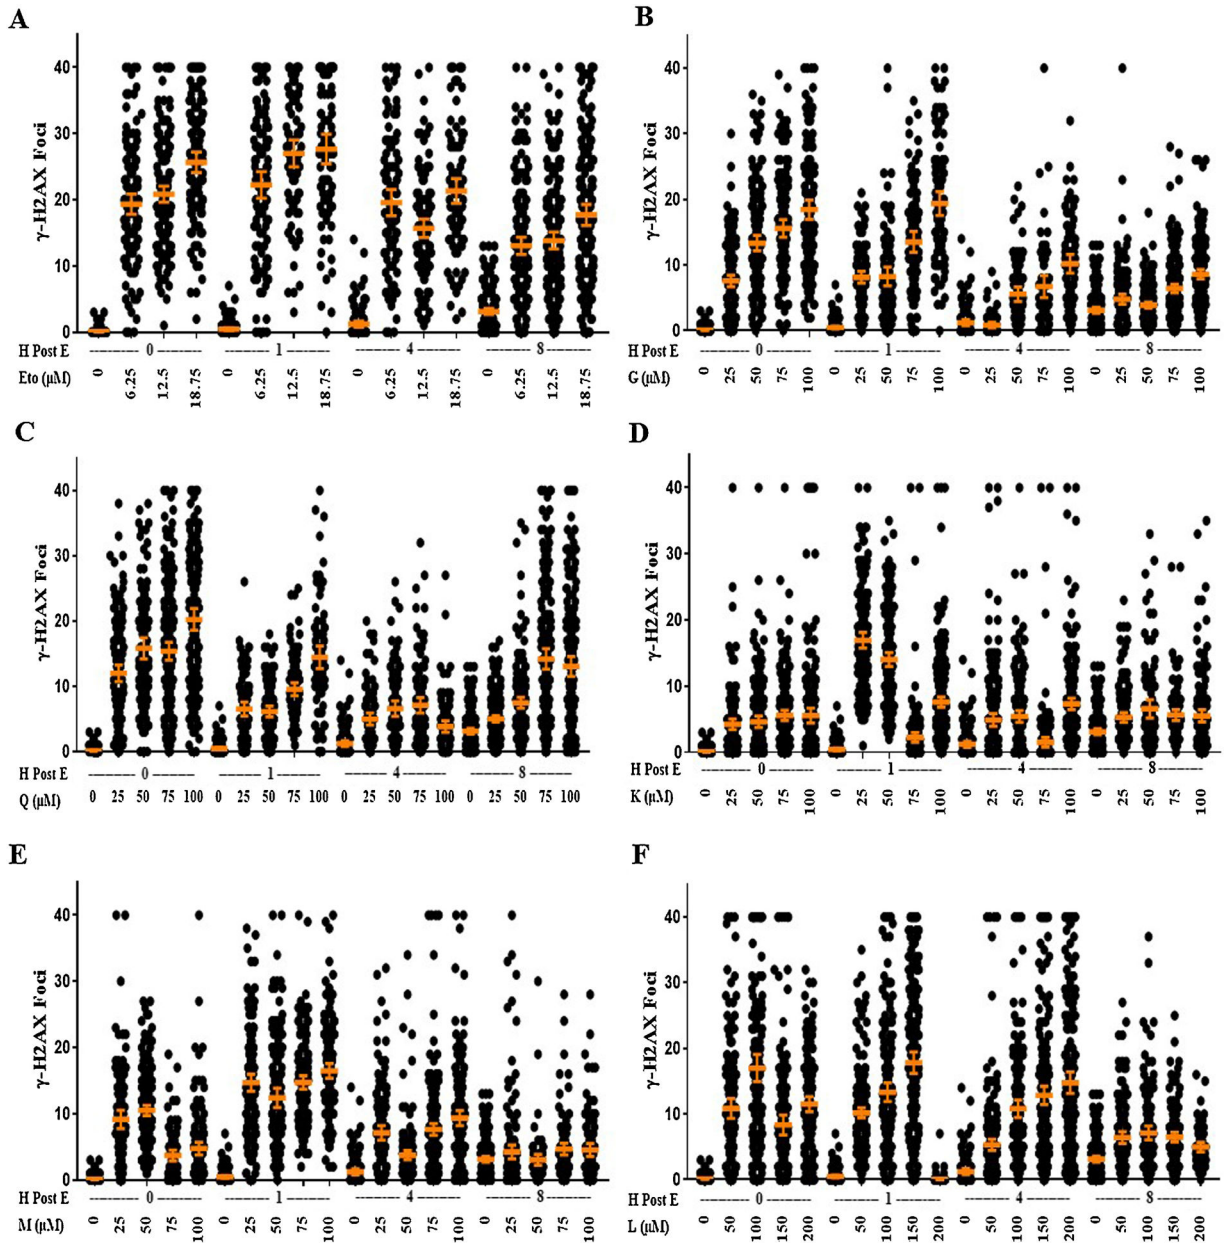 A
γ-H2AX Foci
40
30
20
10
0
H Post E 0 1 4 8
Eto (μM) 0 6.25 12.5 18.75 0 6.25 12.5 18.75 0 6.25 12.5 18.75 0 6.25 12.5 18.75
B
γ-H2AX Foci
40
30
20
10
0
H Post E 0 1 4 8
G (μM) 0 25 50 75 100 0 25 50 75 100 0 25 50 75 100 0 25 50 75 100
C
γ-H2AX Foci
40
30
20
10
0
H Post E 0 1 4 8
Q (μM) 0 25 50 75 100 0 25 50 75 100 0 25 50 75 100 0 25 50 75 100
D
γ-H2AX Foci
40
30
20
10
0
H Post E 0 1 4 8
K (μM) 0 25 50 75 100 0 25 50 75 100 0 25 50 75 100 0 25 50 75 100
E
γ-H2AX Foci
40
30
20
10
0
H Post E 0 1 4 8
M (μM) 0 25 50 75 100 0 25 50 75 100 0 25 50 75 100 0 25 50 75 100
F
γ-H2AX Foci
40
30
20
10
0
H Post E 0 1 4 8
L (μM) 0 50 100 150 200 0 50 100 150 200 0 50 100 150 200 0 50 100 150 200